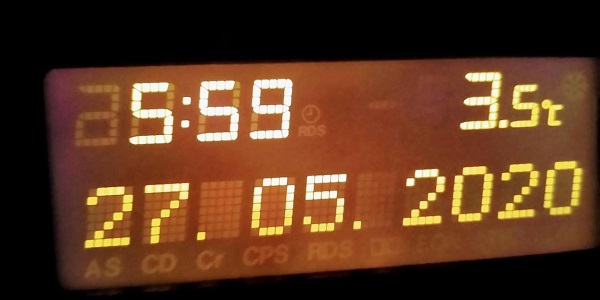 5:59 3.5℃
RDS
27.05.2020
AS CD Cr CPS RDS